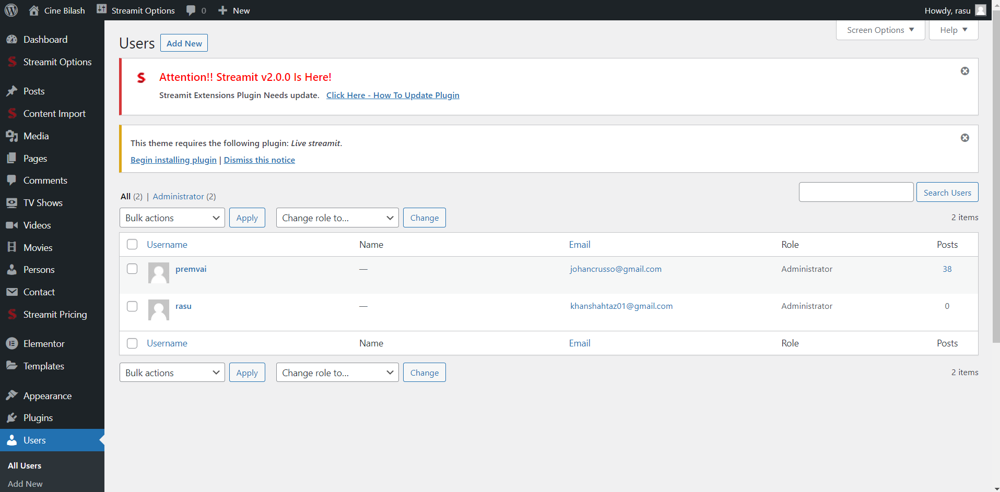 Cine Bilash Streamit Options 0 New Howdy, rasu
Dashboard
Streamit Options
Posts
Content Import
Media
Pages
Comments
TV Shows
Videos
Movies
Persons
Contact
Streamit Pricing
Elementor
Templates
Appearance
Plugins
Users
All Users
Add New
Screen Options Help
Users Add New
Attention!! Streamit v2.0.0 Is Here!
Streamit Extensions Plugin Needs update. Click Here - How To Update Plugin
This theme requires the following plugin: Live streamit.
Begin installing plugin | Dismiss this notice
All (2) | Administrator (2) Search Users
Bulk actions Apply Change role to... Change 2 items
Username Name Email Role Posts
premvai — johancrusso@gmail.com Administrator 38
rasu — khanshahtaz01@gmail.com Administrator 0
Username Name Email Role Posts
Bulk actions Apply Change role to... Change 2 items